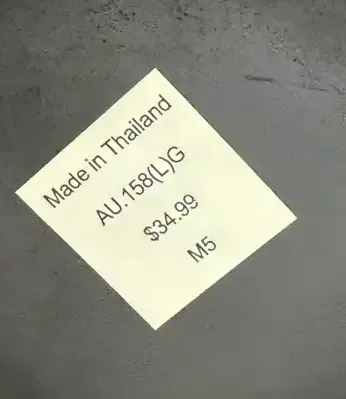 Made in Thailand
AU.158(L)G
$34.99
M5